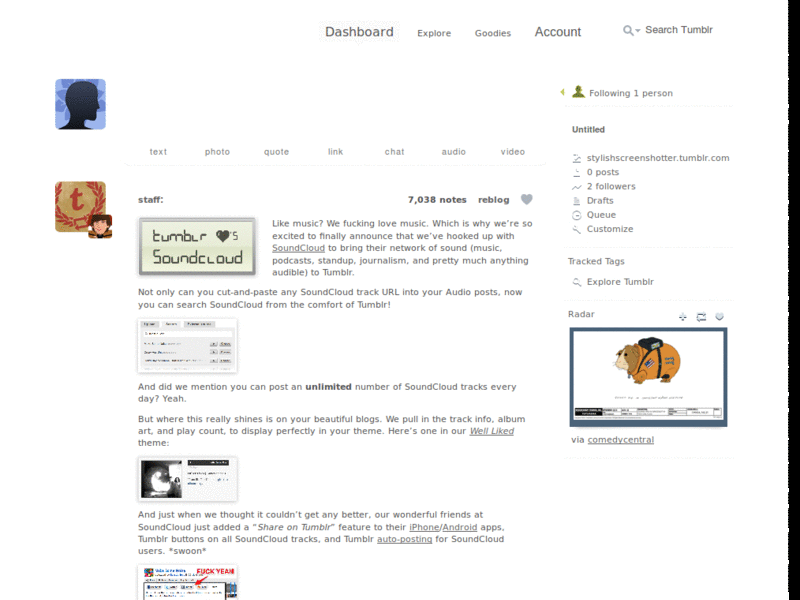 Dashboard Explore Goodies Account Search Tumblr
Following 1 person
Untitled
text photo quote link chat audio video
stylishscreenshotter.tumblr.com
0 posts
2 followers
Drafts
Queue
Customize
staff: 7,038 notes reblog
tumblr 's
Soundcloud
Like music? We fucking love music. Which is why we're so
excited to finally announce that we've hooked up with
SoundCloud to bring their network of sound (music,
podcasts, standup, journalism, and pretty much anything
audible) to Tumblr.
Not only can you cut-and-paste any SoundCloud track URL into your Audio posts, now
you can search SoundCloud from the comfort of Tumblr!
And did we mention you can post an unlimited number of SoundCloud tracks every
day? Yeah.
But where this really shines is on your beautiful blogs. We pull in the track info, album
art, and play count, to display perfectly in your theme. Here's one in our Well Liked
theme:
And just when we thought it couldn't get any better, our wonderful friends at
SoundCloud just added a "Share on Tumblr" feature to their iPhone/Android apps,
Tumblr buttons on all SoundCloud tracks, and Tumblr auto-posting for SoundCloud
users. *swoon*
FUCK YEAH
Tracked Tags
Explore Tumblr
Radar
via comedycentral